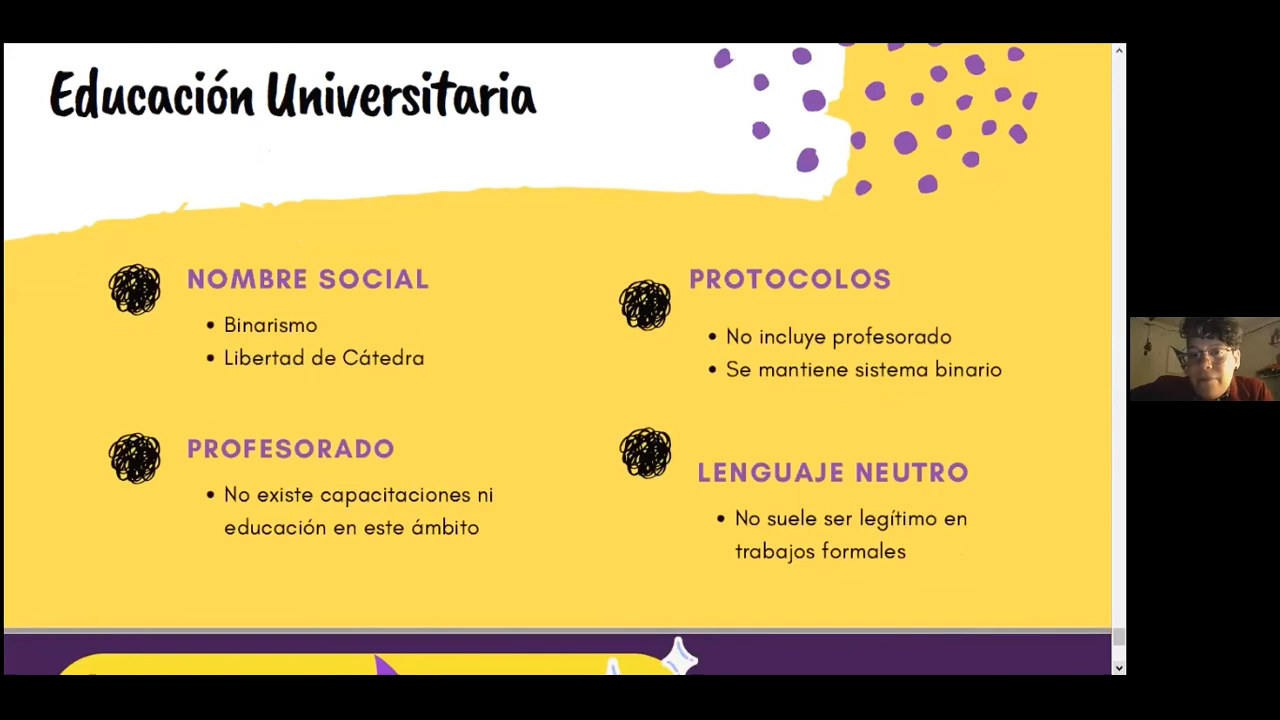 Educación Universitaria
NOMBRE SOCIAL
Binarismo
Libertad de Cátedra
PROTOCOLOS
No incluye profesorado
Se mantiene sistema binario
PROFESORADO
No existe capacitaciones ni
educación en este ámbito
LENGUAJE NEUTRO
No suele ser legítimo en
trabajos formales